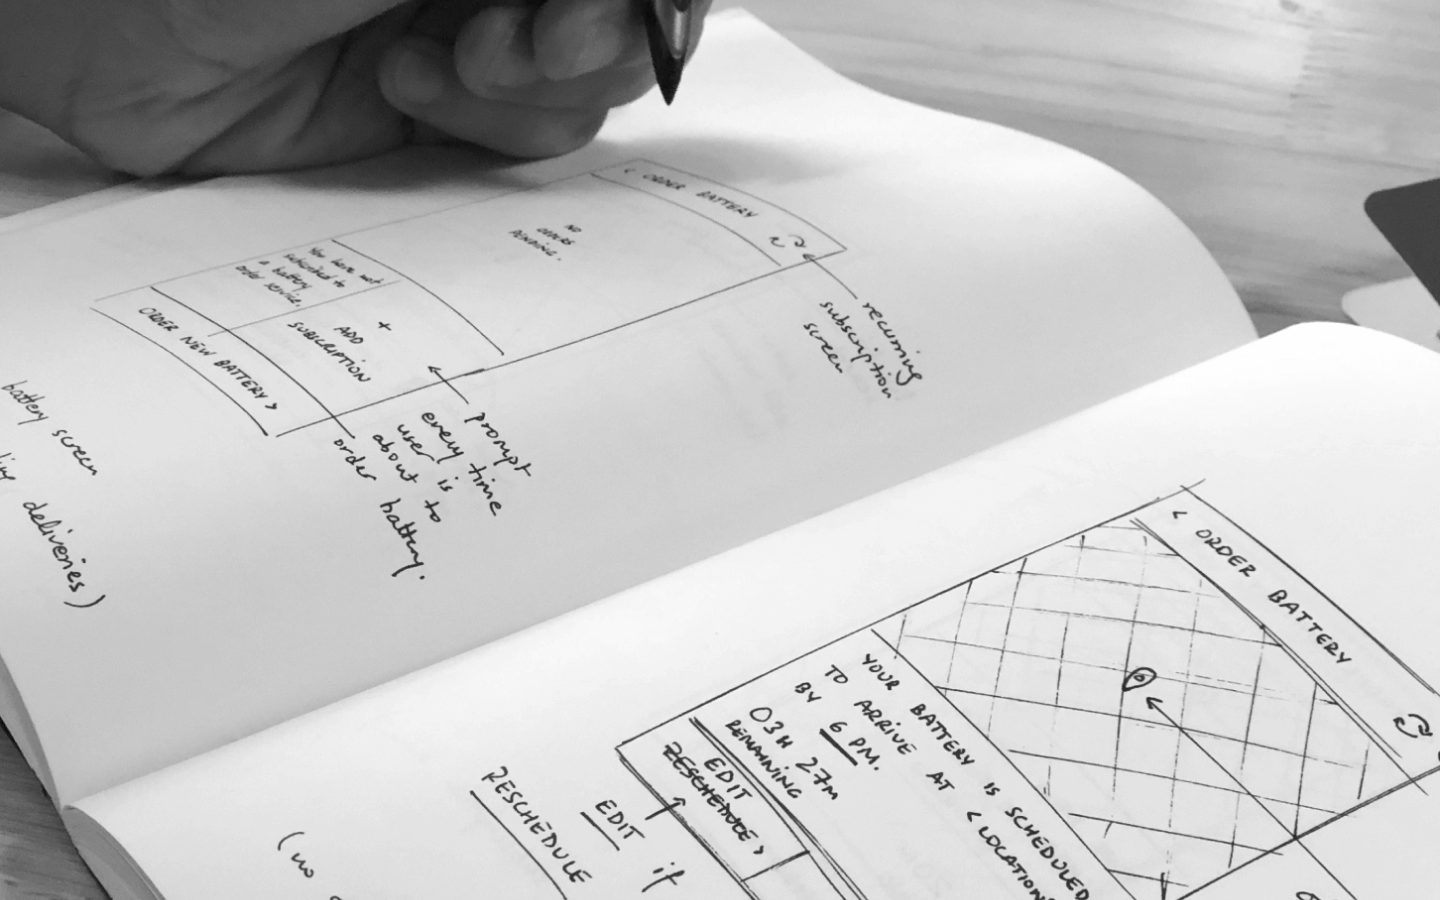 < ORDER BATTERY
NO
ORDERS
PENDING.
You have not
subscribed to
a battery
order service.
+
ADD
SUBSCRIPTION
ORDER NEW BATTERY >
recurring
subscription
screen
prompt
every time
user is
about to
order battery.
battery screen
deliveries)
< ORDER BATTERY
YOUR BATTERY IS SCHEDULED
TO ARRIVE AT <LOCATION
BY 6 PM.
03H 27m
REMAINING
EDIT
RESCHEDULE >
EDIT if
RESCHEDULE